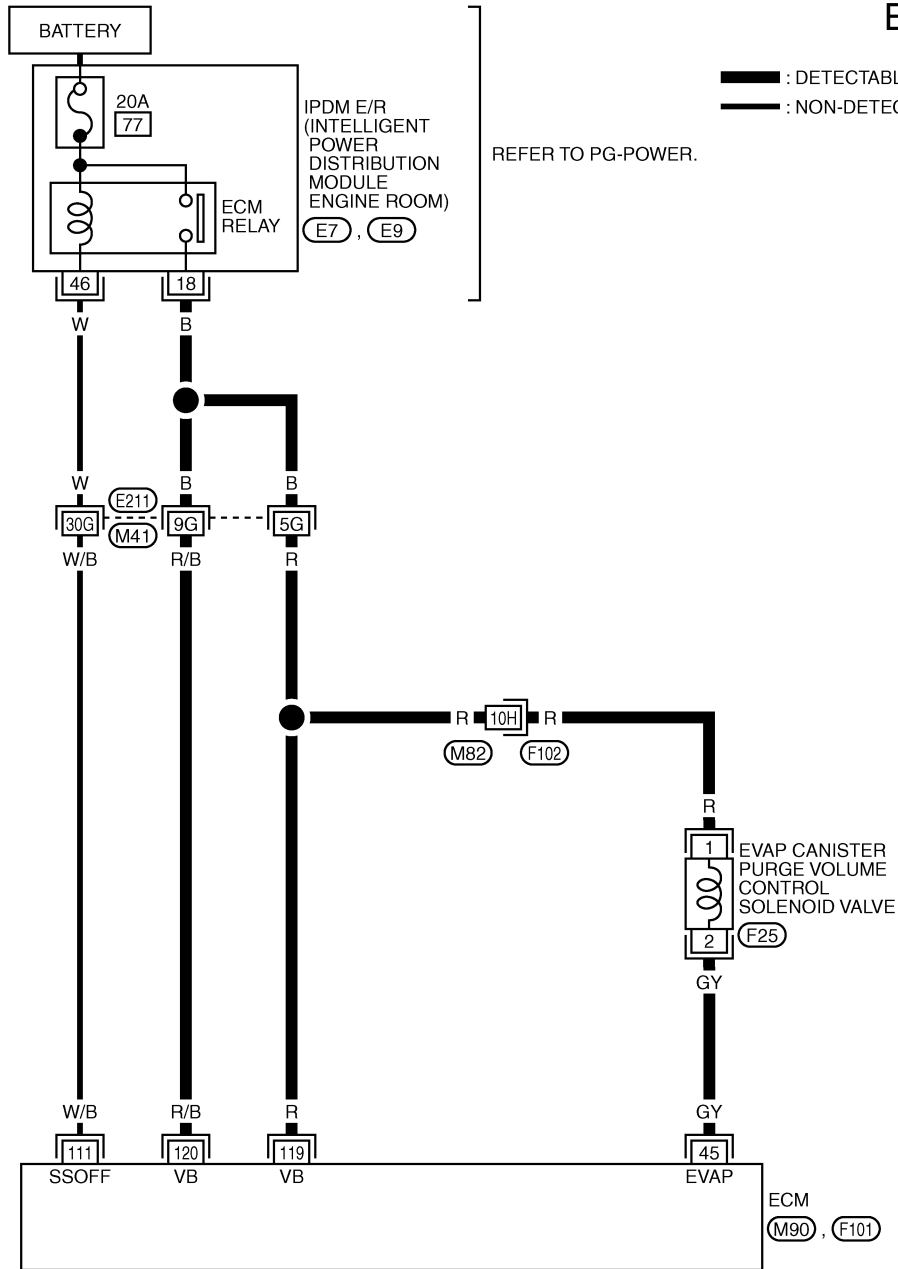 E
BATTERY
: DETECTABL
: NON-DETEC
20A
77
IPDM E/R
(INTELLIGENT
POWER
DISTRIBUTION
MODULE
ENGINE ROOM)
E7 , E9
REFER TO PG-POWER.
ECM
RELAY
46 18
W B
W B B
E211
30G 9G 5G
M41
W/B R/B R
R 10H R
M82 F102
R
1
EVAP CANISTER
PURGE VOLUME
CONTROL
SOLENOID VALVE
2
F25
GY
W/B R/B R GY
111 120 119 45
SSOFF VB VB EVAP
ECM
M90 , F101